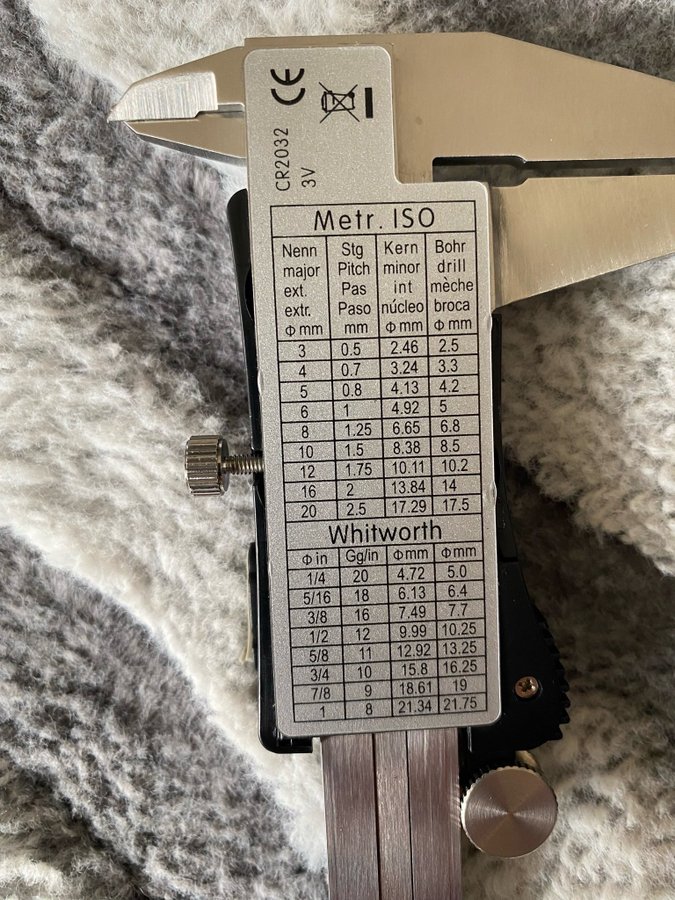 CE
CR2032
3V
Metr. ISO
Nenn Stg Kern Bohr
major Pitch minor drill
ext. Pas int mèche
extr. Paso núcleo broca
Φ mm mm Φ mm Φ mm
3 0.5 2.46 2.5
4 0.7 3.24 3.3
5 0.8 4.13 4.2
6 1 4.92 5
8 1.25 6.65 6.8
10 1.5 8.38 8.5
12 1.75 10.11 10.2
16 2 13.84 14
20 2.5 17.29 17.5
Whitworth
Φ in Gg/in Φ mm Φ mm
1/4 20 4.72 5.0
5/16 18 6.13 6.4
3/8 16 7.49 7.7
1/2 12 9.99 10.25
5/8 11 12.92 13.25
3/4 10 15.8 16.25
7/8 9 18.61 19
1 8 21.34 21.75